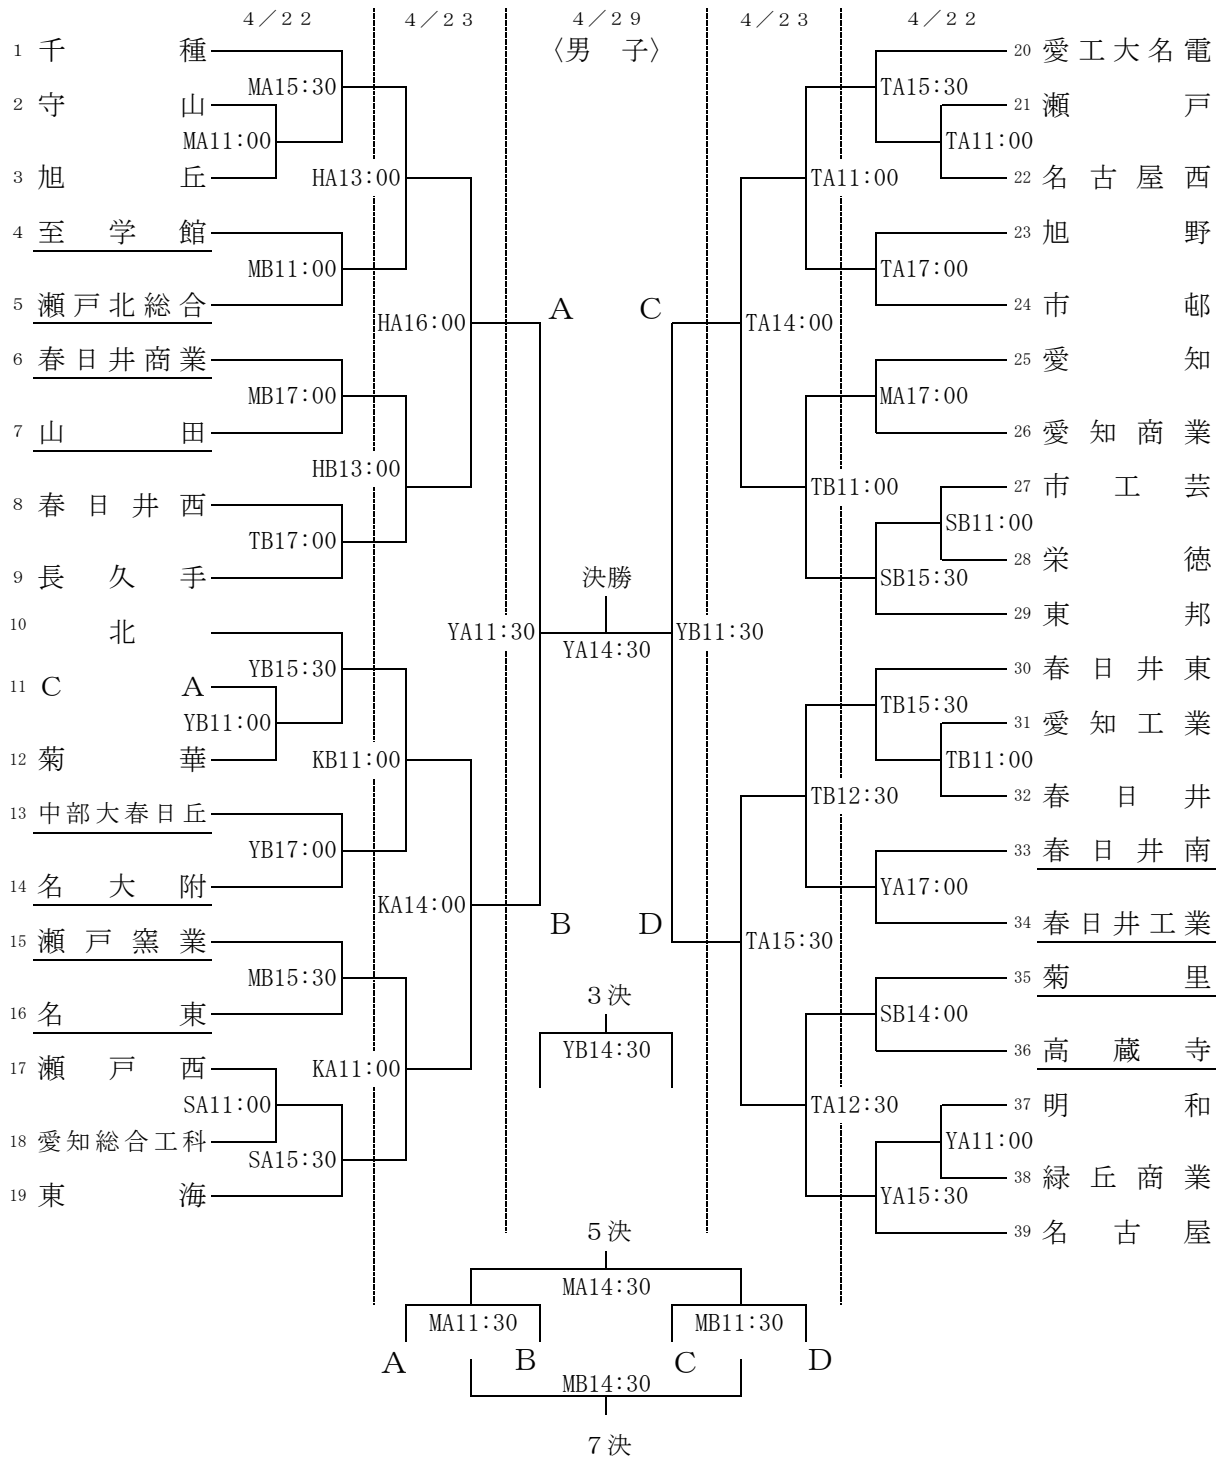 ４／２２ ４／２３ ４／２９ ４／２３ ４／２２
〈男　子〉
1 千種
MA15:30
2 守山
MA11:00
3 旭丘
HA13:00
4 至学館
MB11:00
5 瀬戸北総合
HA16:00
6 春日井商業
MB17:00
7 山田
HB13:00
8 春日井西
TB17:00
9 長久手
10 北
YB15:30
11 ＣＡ
YB11:00
12 菊華
KB11:00
13 中部大春日丘
YB17:00
14 名大附
KA14:00
15 瀬戸窯業
MB15:30
16 名東
KA11:00
17 瀬戸西
SA11:00
18 愛知総合工科
SA15:30
19 東海
Ａ
YA11:30
Ｂ
決勝
YA14:30
３決
YB14:30
Ｃ
YB11:30
Ｄ
20 愛工大名電
TA15:30
21 瀬戸
TA11:00
22 名古屋西
TA11:00
23 旭野
TA17:00
24 市邨
TA14:00
25 愛知
MA17:00
26 愛知商業
TB11:00
27 市工芸
SB11:00
28 栄徳
SB15:30
29 東邦
30 春日井東
TB15:30
31 愛知工業
TB11:00
32 春日井
TB12:30
33 春日井南
YA17:00
34 春日井工業
TA15:30
35 菊里
SB14:00
36 高蔵寺
TA12:30
37 明和
YA11:00
38 緑丘商業
YA15:30
39 名古屋
５決
MA14:30
MA11:30 MB11:30
Ａ Ｂ Ｃ Ｄ
MB14:30
７決